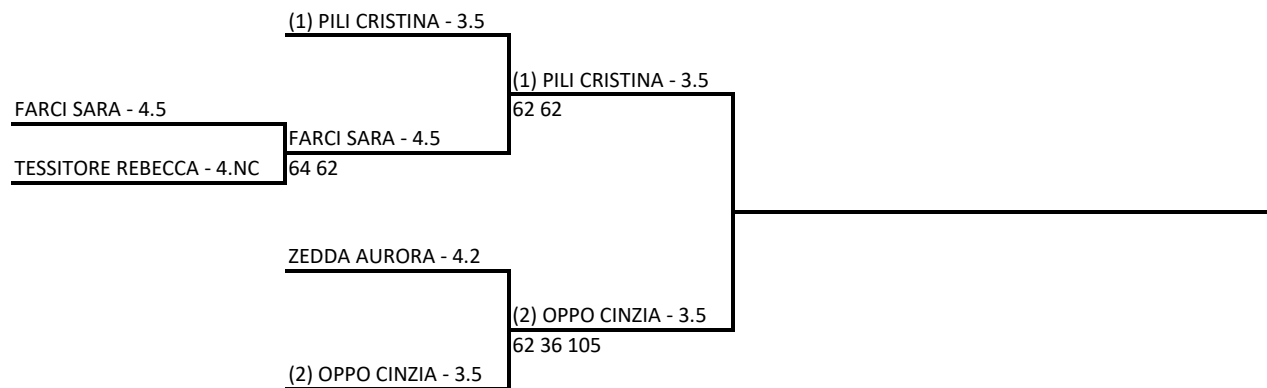 (1) PILI CRISTINA - 3.5
(1) PILI CRISTINA - 3.5
FARCI SARA - 4.5
62 62
FARCI SARA - 4.5
TESSITORE REBECCA - 4.NC
64 62
ZEDDA AURORA - 4.2
(2) OPPO CINZIA - 3.5
62 36 105
(2) OPPO CINZIA - 3.5